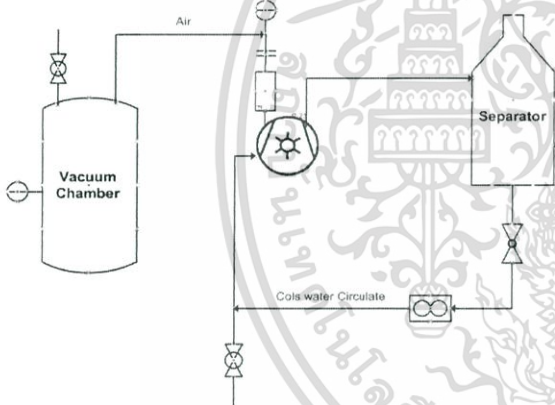 Air
Separator
Vacuum
Chamber
Cols water Circulate